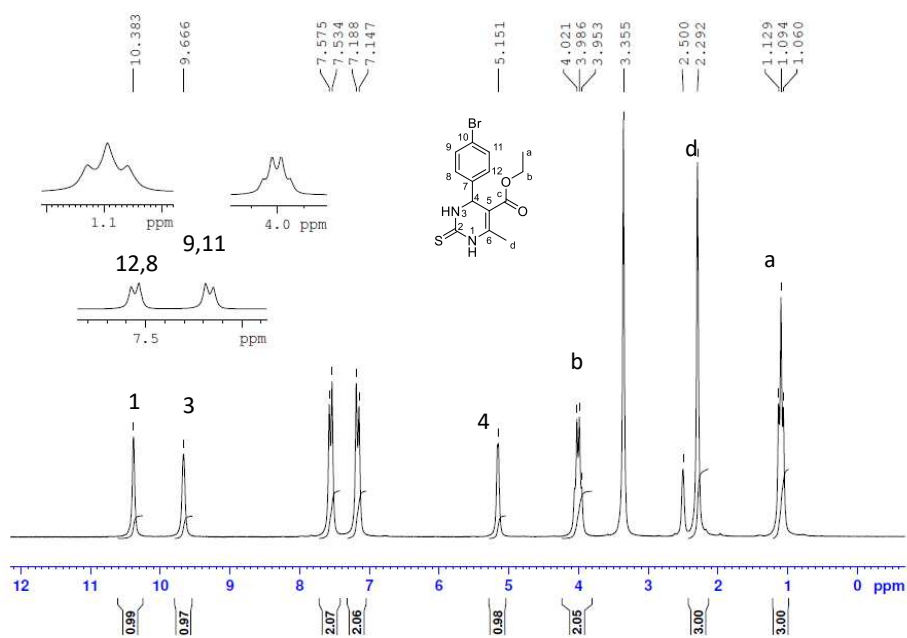 10.383
9.666
7.575
7.534
7.188
7.147
5.151
4.021
3.986
3.953
3.355
2.500
2.292
1.129
1.094
1.060
1.1 ppm
4.0 ppm
12,8
9,11
7.5 ppm
Br
10
9
11
8
12
7
4
5
HN
3
2
S
N
1
H
6
d
O
c
O
b
a
d
a
b
1
3
4
12 11 10 9 8 7 6 5 4 3 2 1 0 ppm
0.99
0.97
2.07
2.06
0.98
2.05
3.00
3.00